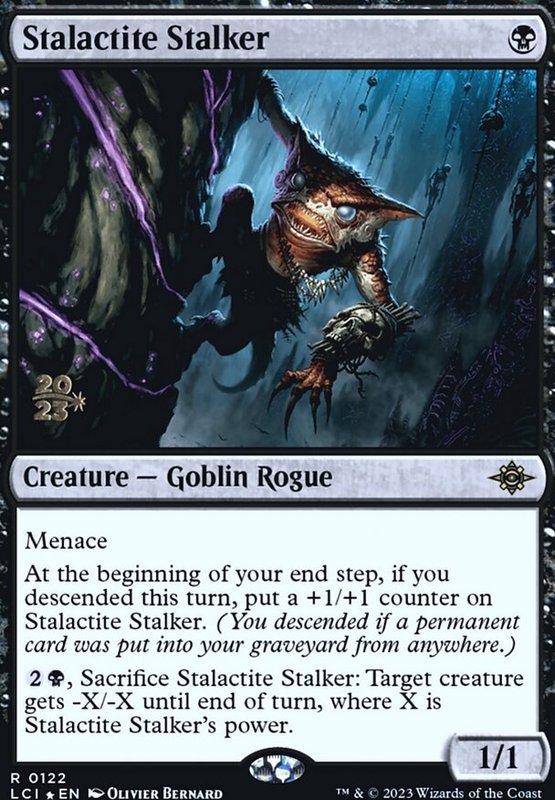 Stalactite Stalker
20
23
Creature — Goblin Rogue
Menace
At the beginning of your end step, if you
descended this turn, put a +1/+1 counter on
Stalactite Stalker. (You descended if a permanent
card was put into your graveyard from anywhere.)
2, Sacrifice Stalactite Stalker: Target creature
gets -X/-X until end of turn, where X is
Stalactite Stalker's power.
1/1
R 0122
LCI ★ EN Olivier Bernard
™ & © 2023 Wizards of the Coast